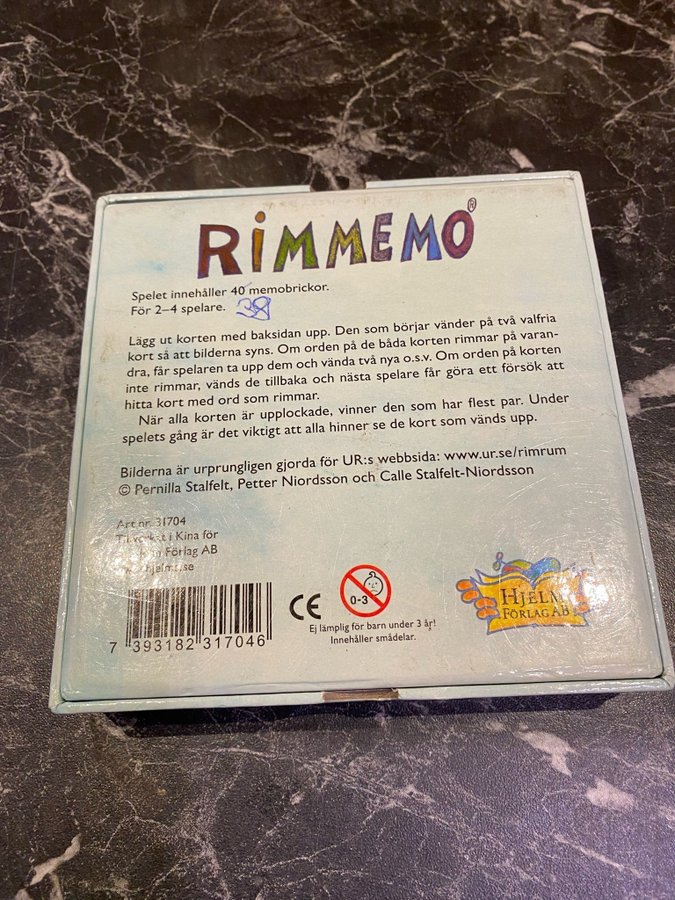 RIMMEMO®
Spelet innehåller 40 memobrickor.
För 2–4 spelare. 38
Lägg ut korten med baksidan upp. Den som börjar vänder på två valfria
kort så att bilderna syns. Om orden på de båda korten rimmar på varan-
dra, får spelaren ta upp dem och vända två nya o.s.v. Om orden på korten
inte rimmar, vänds de tillbaka och nästa spelare får göra ett försök att
hitta kort med ord som rimmar.
När alla korten är upplockade, vinner den som har flest par. Under
spelets gång är det viktigt att alla hinner se de kort som vänds upp.
Bilderna är urprungligen gjorda för UR:s webbsida: www.ur.se/rimrum
© Pernilla Stalfelt, Petter Niordsson och Calle Stalfelt-Niordsson
Art nr. 31704
i Kina för
Förlag AB
7 393182 317046
CE
0-3
Ej lämplig för barn under 3 år!
Innehåller smådelar.
HJELM
FÖRLAG AB